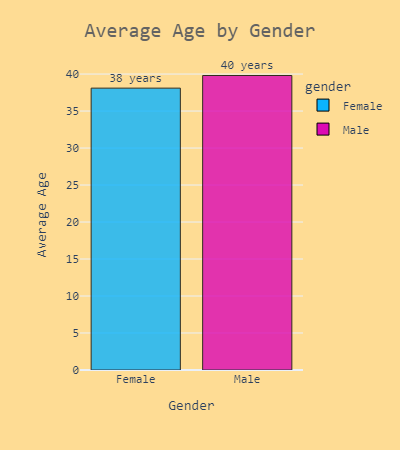 Average Age by Gender
40 years
38 years
gender
Female
Male
40
35
30
25
20
15
10
5
0
Average Age
Female Male
Gender